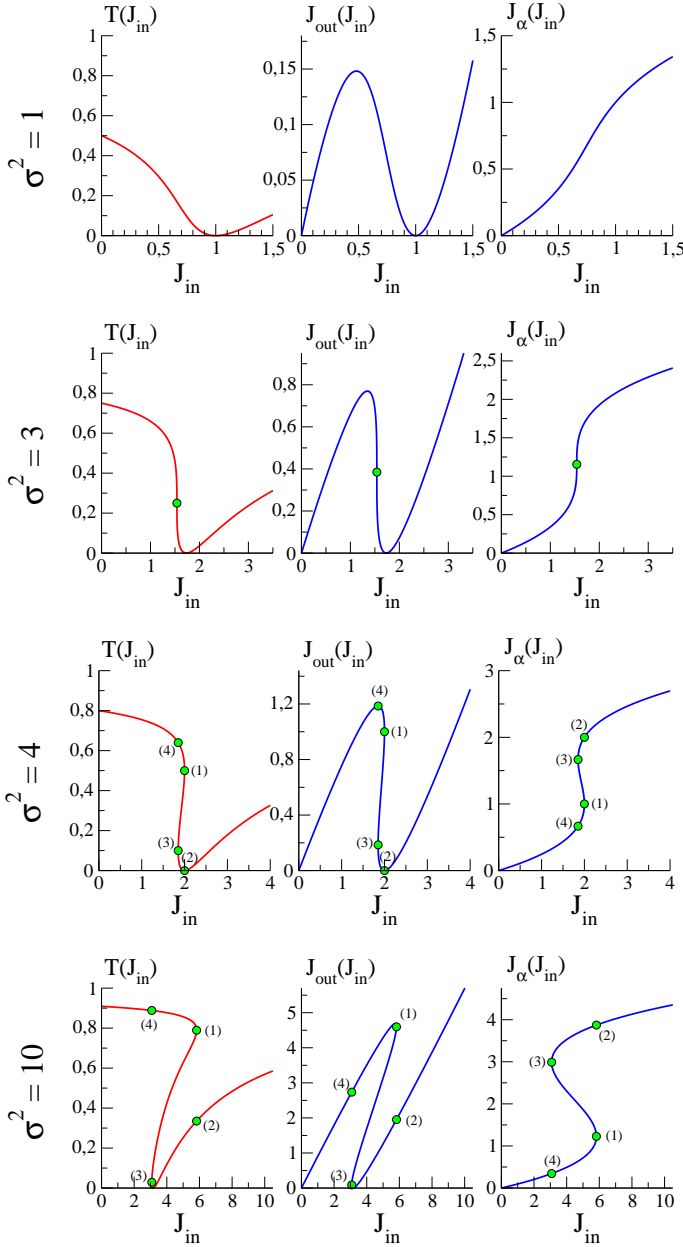 T(J_in) J_out(J_in) J_α(J_in)
σ² = 1
1 0,8 0,6 0,4 0,2 0
0 0,5 1 1,5
J_in
0,15 0,1 0,05 0
0 0,5 1 1,5
J_in
1,5 1 0,5 0
0 0,5 1 1,5
J_in
T(J_in) J_out(J_in) J_α(J_in)
σ² = 3
1 0,8 0,6 0,4 0,2 0
0 1 2 3
J_in
0,8 0,6 0,4 0,2 0
0 1 2 3
J_in
2,5 2 1,5 1 0,5 0
0 1 2 3
J_in
T(J_in) J_out(J_in) J_α(J_in)
σ² = 4
1 0,8 0,6 0,4 0,2 0
(4) (1) (3) (2)
0 1 2 3 4
J_in
1,2 0,8 0,4 0
(4) (1) (3) (2)
0 1 2 3 4
J_in
3 2 1 0
(2) (3) (1) (4)
0 1 2 3 4
J_in
T(J_in) J_out(J_in) J_α(J_in)
σ² = 10
1 0,8 0,6 0,4 0,2 0
(4) (1) (2) (3)
0 2 4 6 8 10
J_in
5 4 3 2 1 0
(1) (4) (2) (3)
0 2 4 6 8 10
J_in
4 3 2 1 0
(2) (3) (1) (4)
0 2 4 6 8 10
J_in